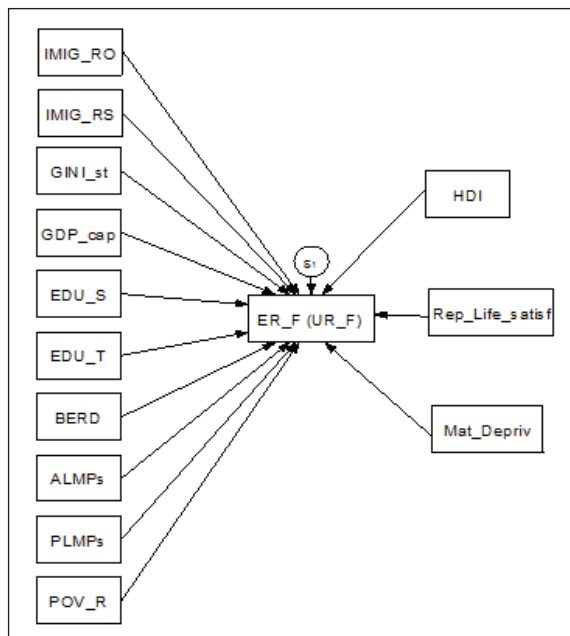 IMIG_RO
IMIG_RS
GINI_st
GDP_cap
EDU_S
EDU_T
BERD
ALMPs
PLMPs
POV_R
ε1
ER_F (UR_F)
HDI
Rep_Life_satisf
Mat_Depriv